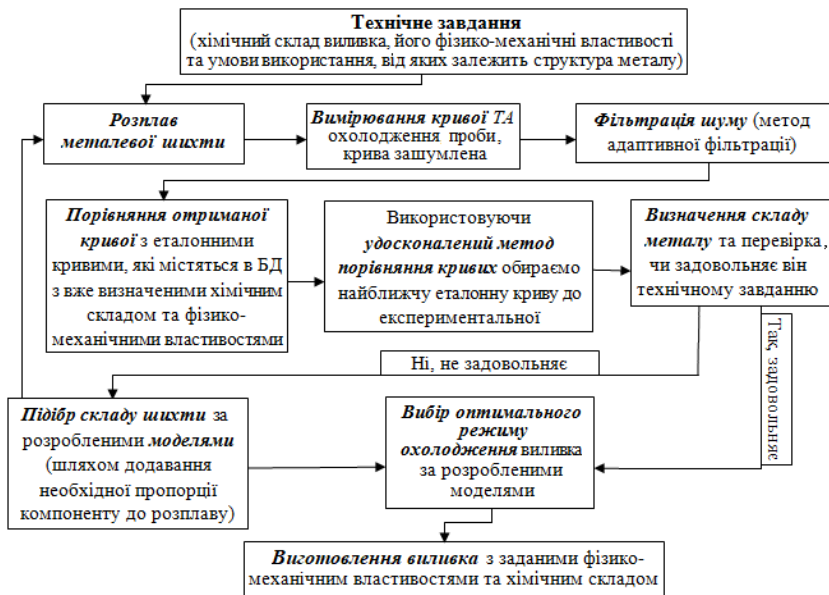 Технічне завдання
(хімічний склад виливка, його фізико-механічні властивості
та умови використання, від яких залежить структура металу)
Розплав
металевої шихти
Вимірювання кривої ТА
охолодження проби,
крива зашумлена
Фільтрація шуму (метод
адаптивної фільтрації)
Порівняння отриманої
кривої з еталонними
кривими, які містяться в БД
з вже визначеними хімічним
складом та фізико-
механічними властивостями
Використовуючи
удосконалений метод
порівняння кривих обираємо
найближчу еталонну криву до
експериментальної
Визначення складу
металу та перевірка,
чи задовольняє він
технічному завданню
Ні, не задовольняє
Так, задовольняє
Підібр складу шихти за
розробленими моделями
(шляхом додавання
необхідної пропорції
компоненту до розплаву)
Вибір оптимального
режиму
охолодження виливка
за розробленими
моделями
Виготовлення виливка з заданими фізико-
механічним властивостями та хімічним складом